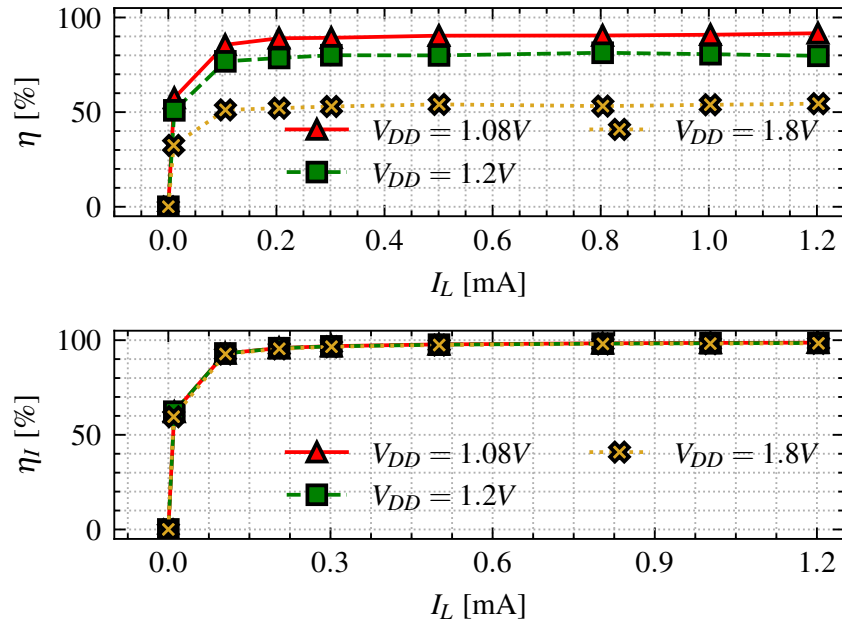 100
50
0
η [%]
V_DD = 1.08V
V_DD = 1.8V
V_DD = 1.2V
0.0 0.2 0.4 0.6 0.8 1.0 1.2
I_L [mA]
100
50
0
η_I [%]
V_DD = 1.08V
V_DD = 1.8V
V_DD = 1.2V
0.0 0.3 0.6 0.9 1.2
I_L [mA]